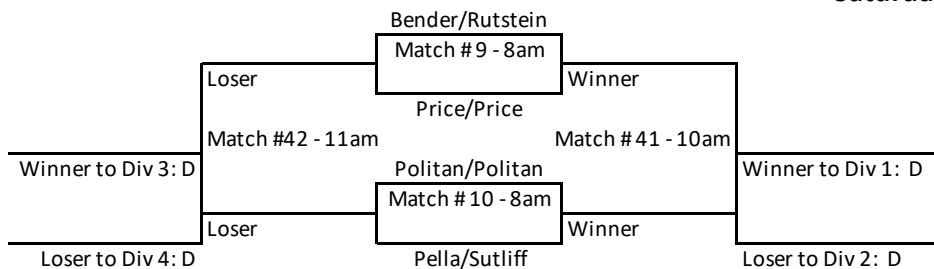 Bender/Rutstein
Match #9 - 8am
Loser
Winner
Price/Price
Match #42 - 11am
Match #41 - 10am
Winner to Div 3: D
Politan/Politan
Winner to Div 1: D
Match #10 - 8am
Loser
Winner
Loser to Div 4: D
Pella/Sutliff
Loser to Div 2: D